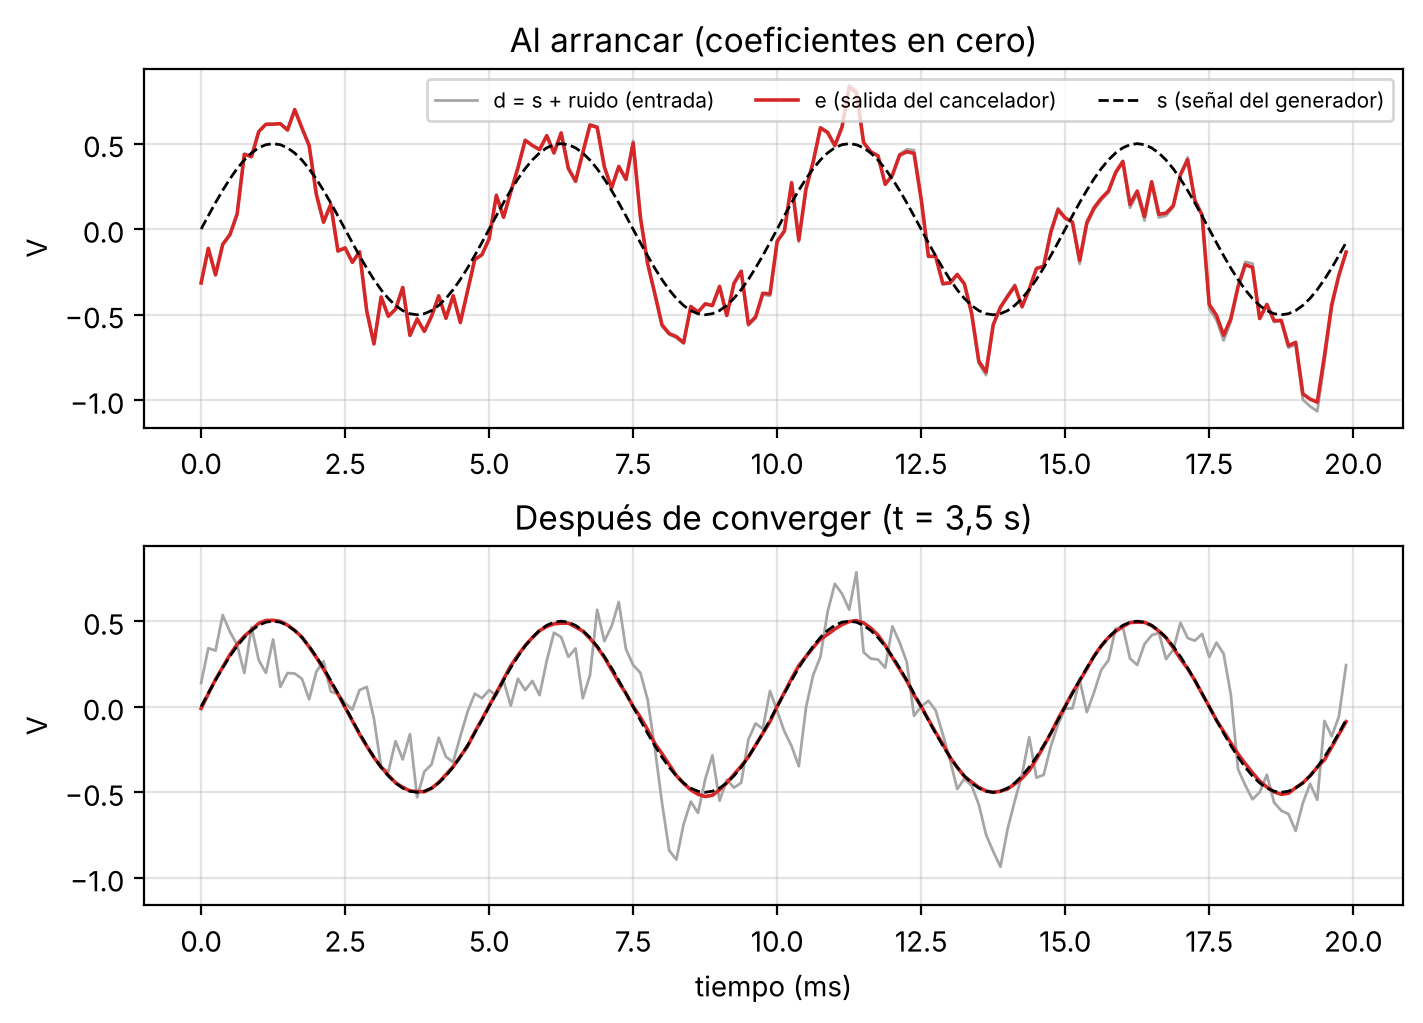 Al arrancar (coeficientes en cero)
d = s + ruido (entrada)
e (salida del cancelador)
s (señal del generador)
V
0.5
0.0
−0.5
−1.0
0.0 2.5 5.0 7.5 10.0 12.5 15.0 17.5 20.0
Después de converger (t = 3,5 s)
V
0.5
0.0
−0.5
−1.0
0.0 2.5 5.0 7.5 10.0 12.5 15.0 17.5 20.0
tiempo (ms)